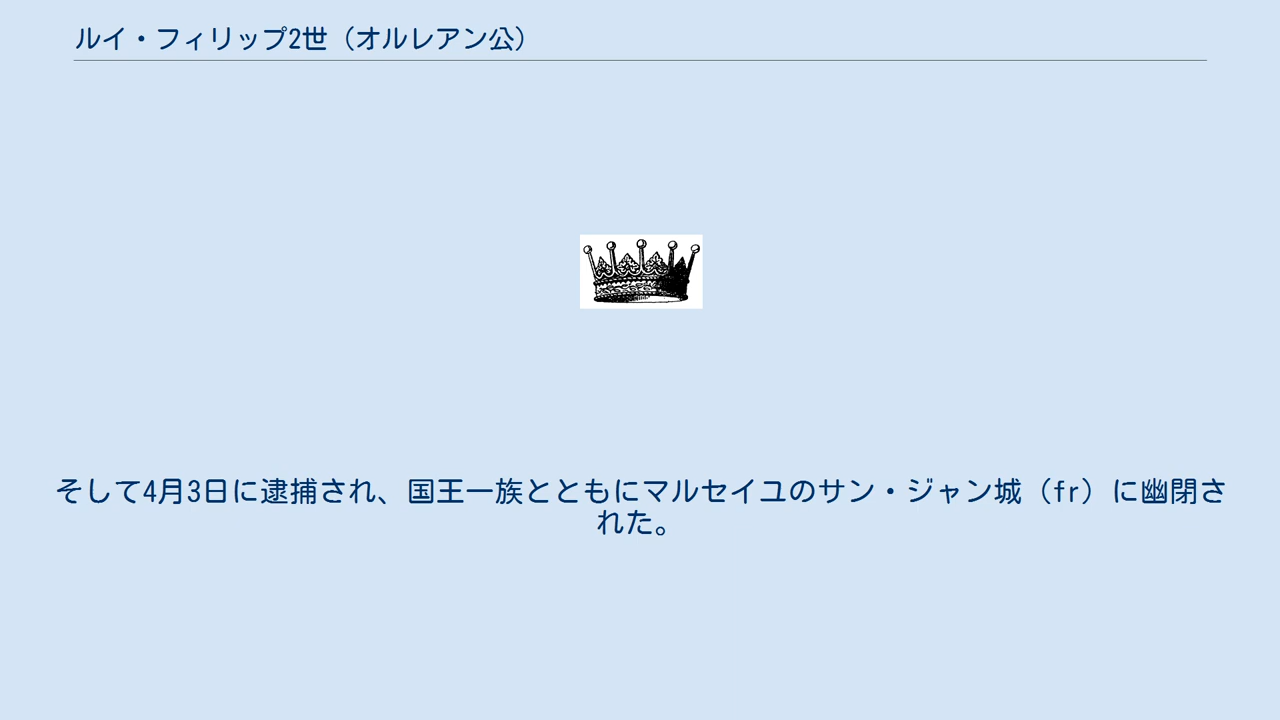 ルイ・フィリップ2世（オルレアン公）
そして4月3日に逮捕され、国王一族とともにマルセイユのサン・ジャン城（fr）に幽閉さ
れた。